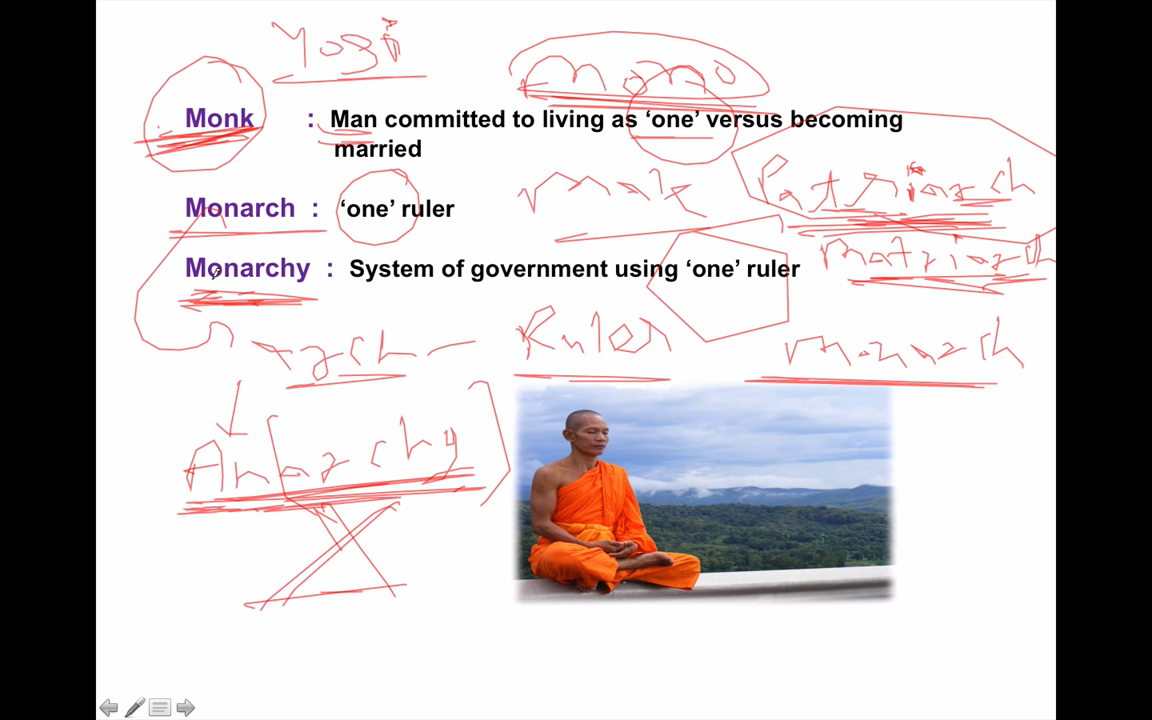 Yogi
mono
Monk : Man committed to living as ‘one’ versus becoming
married
male Patriarch
Monarch : ‘one’ ruler
matriarch
Monarchy : System of government using ‘one’ ruler
arch - Ruler monarch
Anarchy